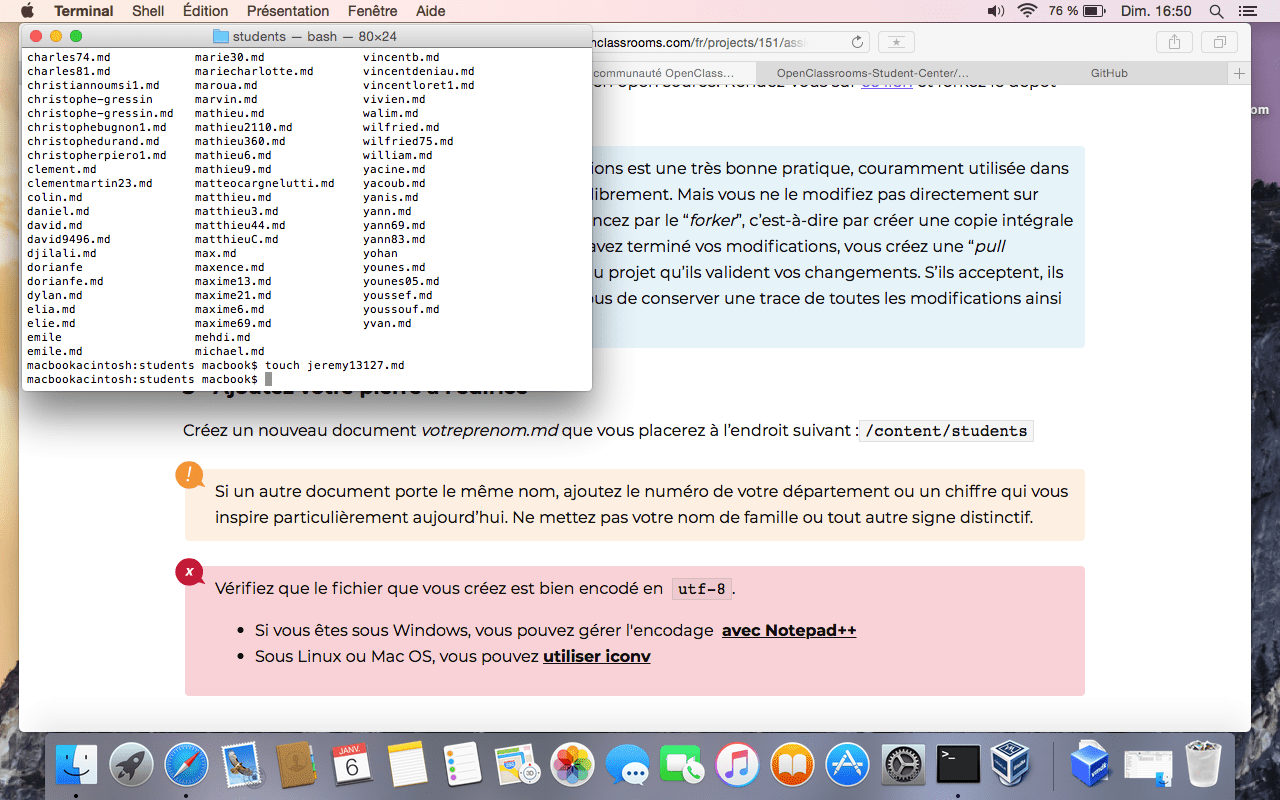 Terminal Shell Édition Présentation Fenêtre Aide 76 % Dim. 16:50
students — bash — 80×24
charles74.md marie30.md vincentb.md
charles81.md mariecharlotte.md vincentdeniau.md
christiannoumsi1.md maroua.md vincentloret1.md
christophe-gressin marvin.md vivien.md
christophe-gressin.md mathieu.md walim.md
christophebugnon1.md mathieu2110.md wilfried.md
christophedurand.md mathieu360.md wilfried75.md
christopherpiero1.md mathieu6.md william.md
clement.md mathieu9.md yacine.md
clementmartin23.md matteocargnelutti.md yacoub.md
colin.md matthieu.md yanis.md
daniel.md matthieu3.md yann.md
david.md matthieu44.md yann69.md
david9496.md matthieuC.md yann83.md
djilali.md max.md yohan
dorianfe maxence.md younes.md
dorianfe.md maxime13.md younes05.md
dylan.md maxime21.md youssef.md
elia.md maxime6.md youssouf.md
elie.md maxime69.md yvan.md
emile mehdi.md
emile.md michael.md
macbookacintosh:students macbook$ touch jeremy13127.md
macbookacintosh:students macbook$
nclassrooms.com/fr/projects/151/assi
communauté OpenClass... OpenClassrooms-Student-Center/... GitHub
om
ions est une très bonne pratique, couramment utilisée dans
librement. Mais vous ne le modifiez pas directement sur
ncez par le “forker”, c’est-à-dire par créer une copie intégrale
avez terminé vos modifications, vous créez une “pull
u projet qu’ils valident vos changements. S’ils acceptent, ils
ous de conserver une trace de toutes les modifications ainsi
Créez un nouveau document votreprenom.md que vous placerez à l’endroit suivant : /content/students
!
Si un autre document porte le même nom, ajoutez le numéro de votre département ou un chiffre qui vous
inspire particulièrement aujourd’hui. Ne mettez pas votre nom de famille ou tout autre signe distinctif.
x
Vérifiez que le fichier que vous créez est bien encodé en utf-8.
• Si vous êtes sous Windows, vous pouvez gérer l'encodage avec Notepad++
• Sous Linux ou Mac OS, vous pouvez utiliser iconv
JANV.
6
3D
>_